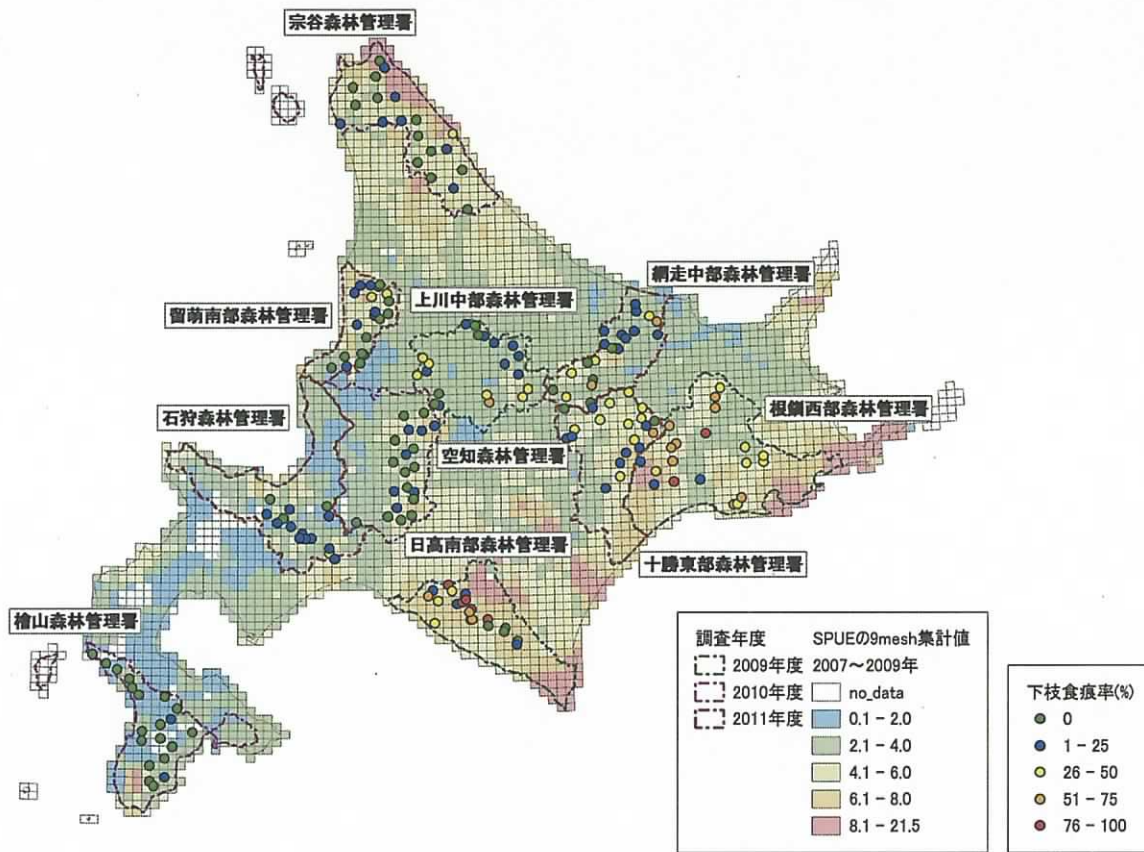 宗谷森林管理署
網走中部森林管理署
上川中部森林管理署
留萌南部森林管理署
石狩森林管理署
根釧西部森林管理署
空知森林管理署
日高南部森林管理署
十勝東部森林管理署
檜山森林管理署
調査年度 SPUEの9mesh集計値
2009年度 2007～2009年
2010年度 no_data
2011年度 0.1 - 2.0
2.1 - 4.0
4.1 - 6.0
6.1 - 8.0
8.1 - 21.5
下枝食痕率(%)
0
1 - 25
26 - 50
51 - 75
76 - 100